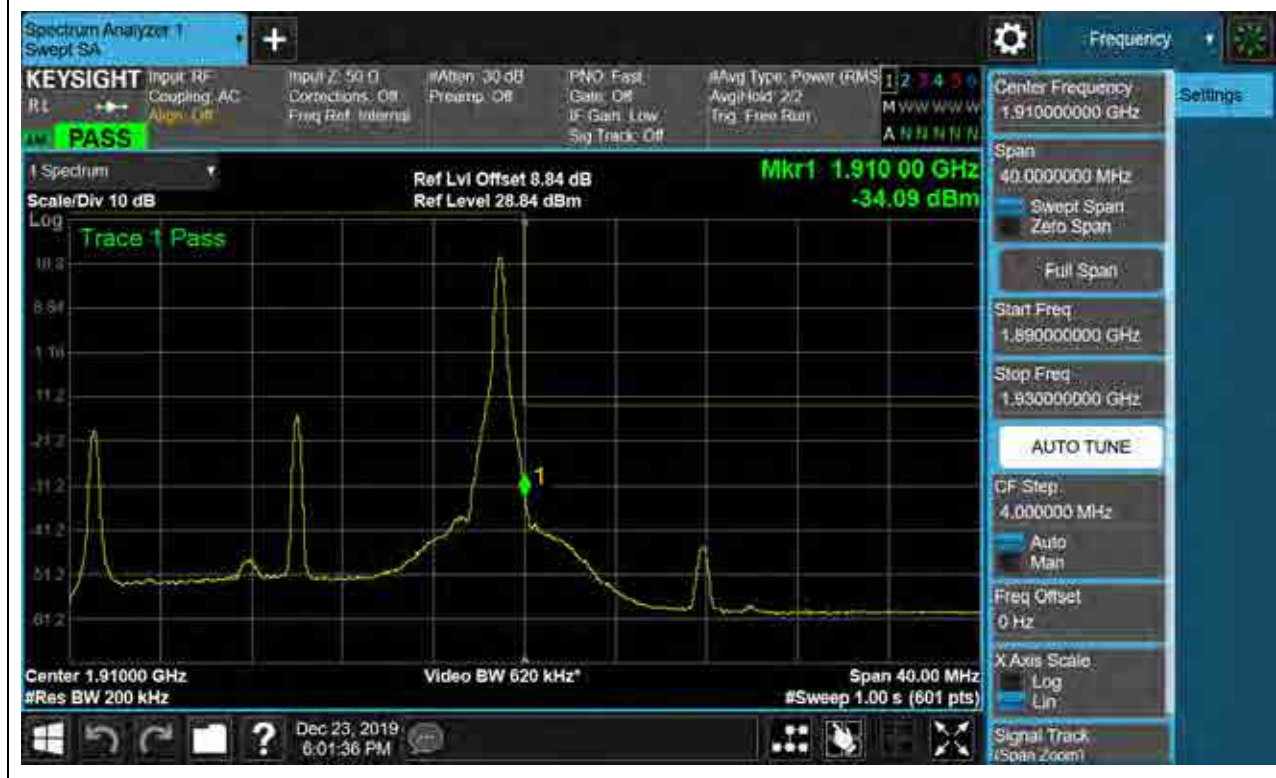 Spectrum Analyzer 1
Swept SA
Frequency
KEYSIGHT
RL
PASS
Input: RF
Coupling: AC
Align: Off
Input Z: 50 Ω
Corrections: Off
Freq Ref: Internal
#Atten: 30 dB
Preamp: Off
PNO: Fast
Gate: Off
IF Gain: Low
Sig Track: Off
#Avg Type: Power (RMS
Avg|Hold: 2/2
Trig: Free Run
1 2 3 4 5 6
M W W W W W
A N N N N N
Settings
1 Spectrum
Scale/Div 10 dB
Log
Ref Lvl Offset 8.84 dB
Ref Level 28.84 dBm
Mkr1 1.910 00 GHz
-34.09 dBm
Trace 1 Pass
8.84
-1.16
-11.2
-21.2
-31.2
-41.2
-51.2
-61.2
1
Center 1.91000 GHz
#Res BW 200 kHz
Video BW 620 kHz*
Span 40.00 MHz
#Sweep 1.00 s (601 pts)
Center Frequency
1.910000000 GHz
Span
40.0000000 MHz
Swept Span
Zero Span
Full Span
Start Freq
1.890000000 GHz
Stop Freq
1.930000000 GHz
AUTO TUNE
CF Step
4.000000 MHz
Auto
Man
Freq Offset
0 Hz
X Axis Scale
Log
Lin
Signal Track
(Span Zoom)
?
Dec 23, 2019
6:01:36 PM